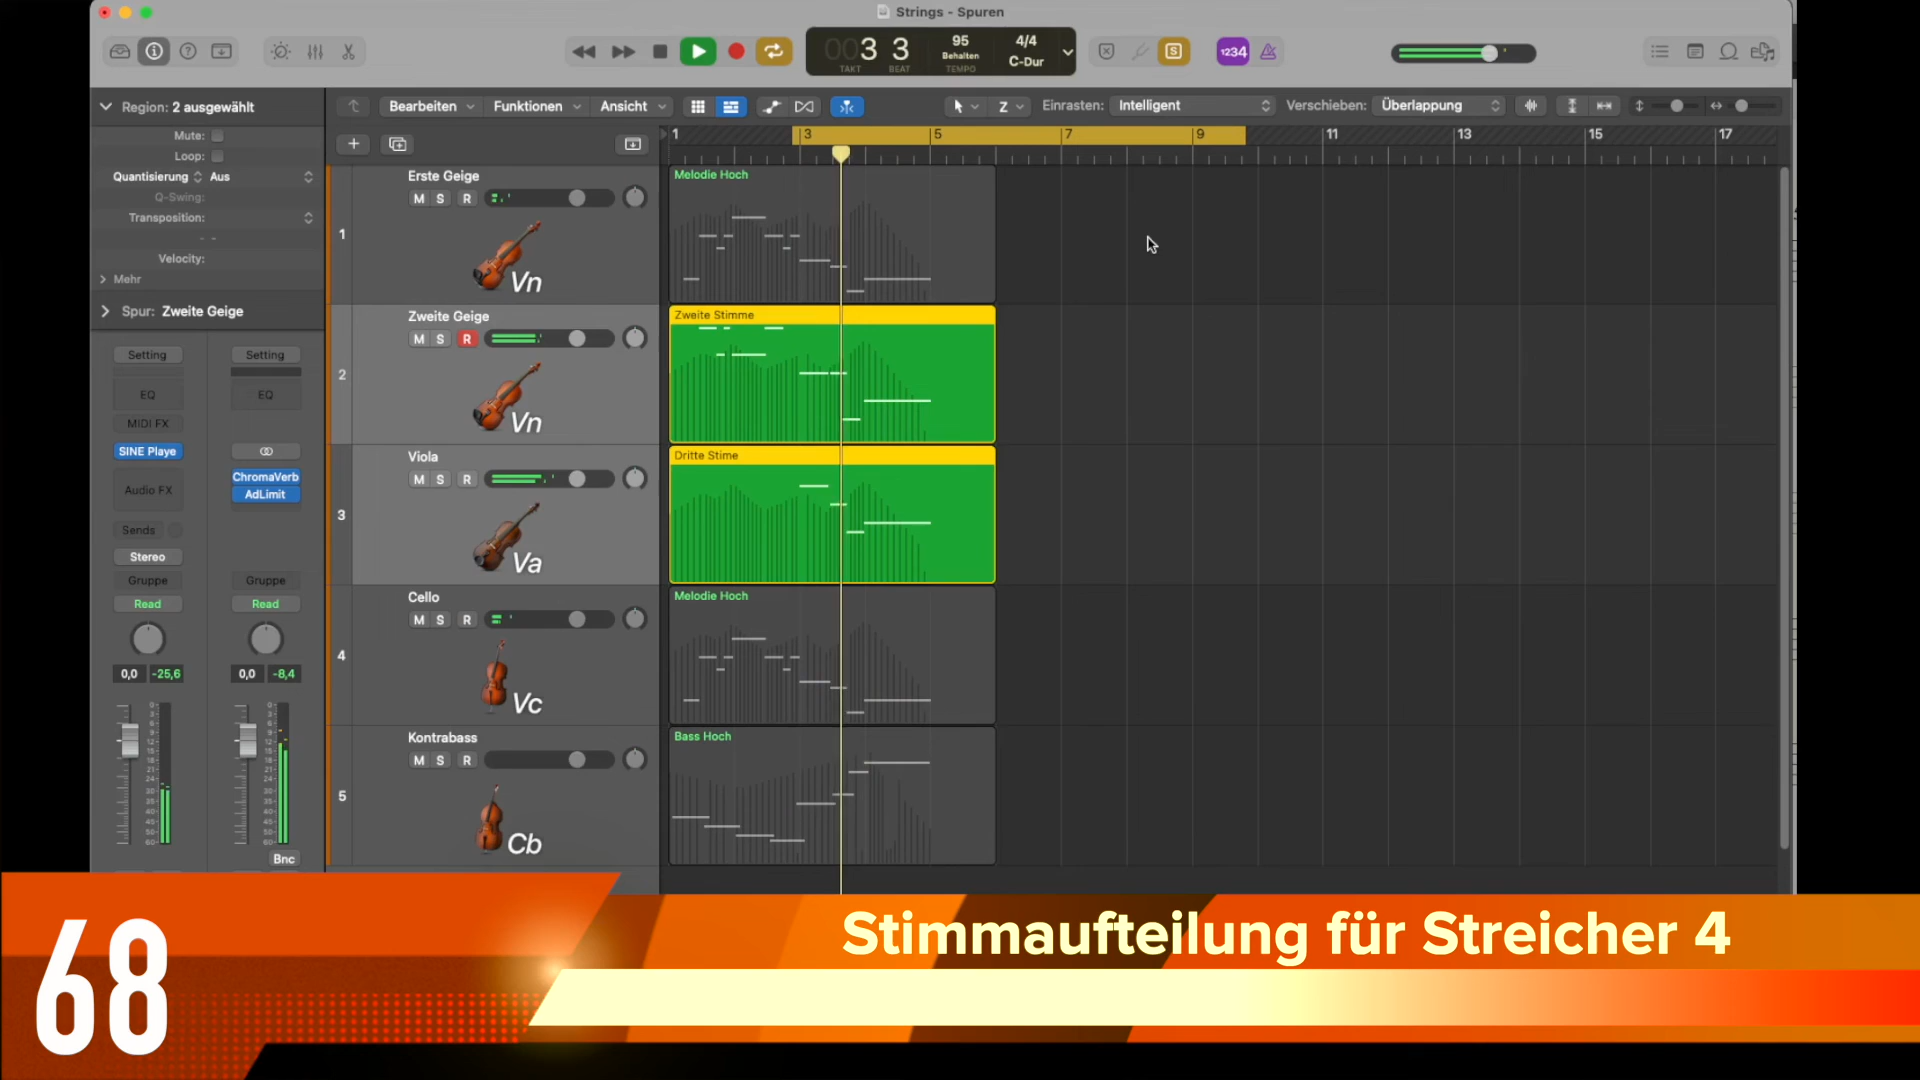 Strings - Spuren
003 3
TAKT BEAT
95
Behalten
TEMPO
4/4
C-Dur
S
1234
Region: 2 ausgewählt
Bearbeiten
Funktionen
Ansicht
Z
Einrasten: Intelligent
Verschieben: Überlappung
Mute:
Loop:
Quantisierung Aus
Q-Swing:
Transposition:
- -
Velocity:
Mehr
Spur: Zweite Geige
1 3 5 7 9 11 13 15 17
Setting Setting
EQ EQ
MIDI FX
SINE Playe
ChromaVerb
Audio FX
AdLimit
Sends
Stereo
Gruppe Gruppe
Read Read
0,0 -25,6 0,0 -8,4
Bnc
1
Erste Geige
M S R
Vn
Melodie Hoch
2
Zweite Geige
M S R
Vn
Zweite Stimme
3
Viola
M S R
Va
Dritte Stime
4
Cello
M S R
Vc
Melodie Hoch
5
Kontrabass
M S R
Cb
Bass Hoch
68
Stimmaufteilung für Streicher 4